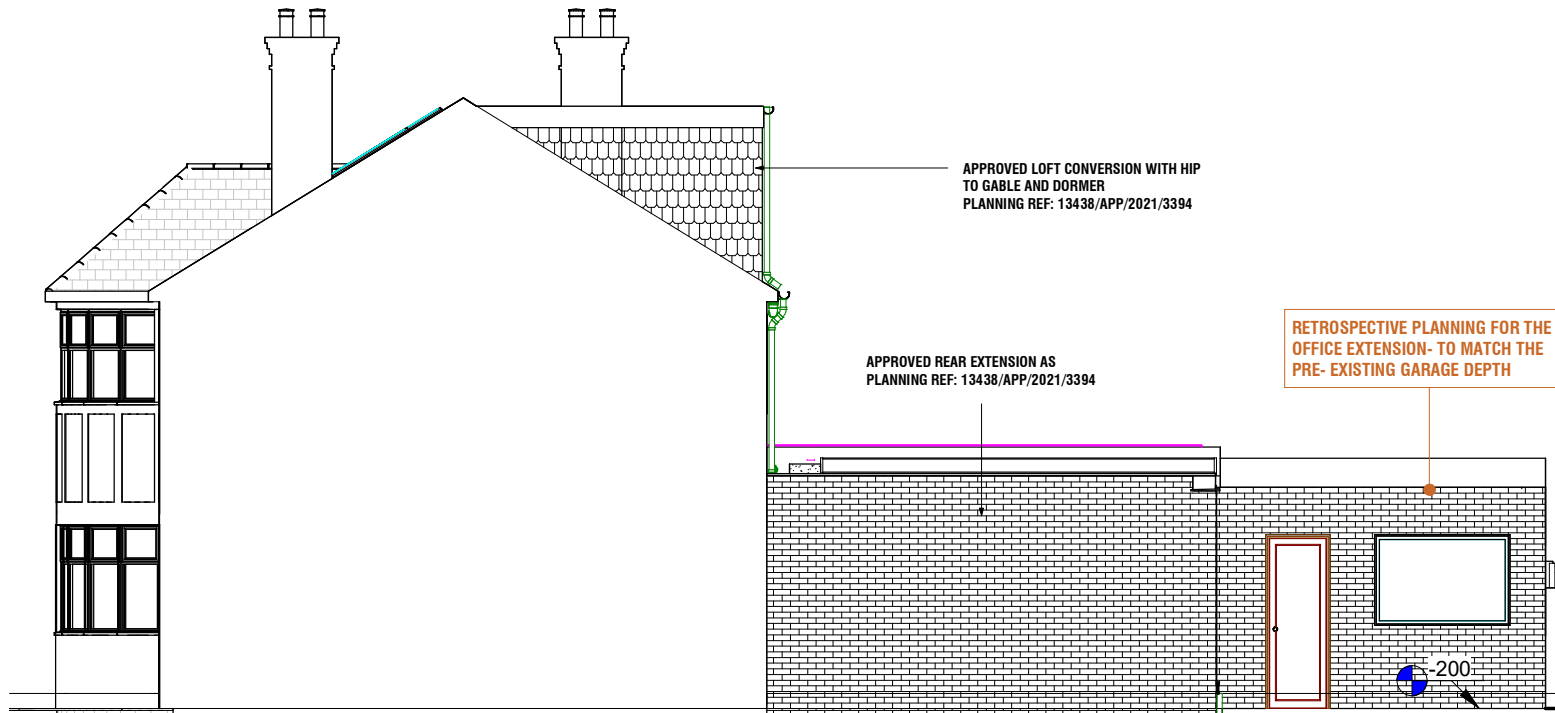 APPROVED LOFT CONVERSION WITH HIP
TO GABLE AND DORMER
PLANNING REF: 13438/APP/2021/3394
RETROSPECTIVE PLANNING FOR THE
OFFICE EXTENSION- TO MATCH THE
PRE- EXISTING GARAGE DEPTH
APPROVED REAR EXTENSION AS
PLANNING REF: 13438/APP/2021/3394
-200